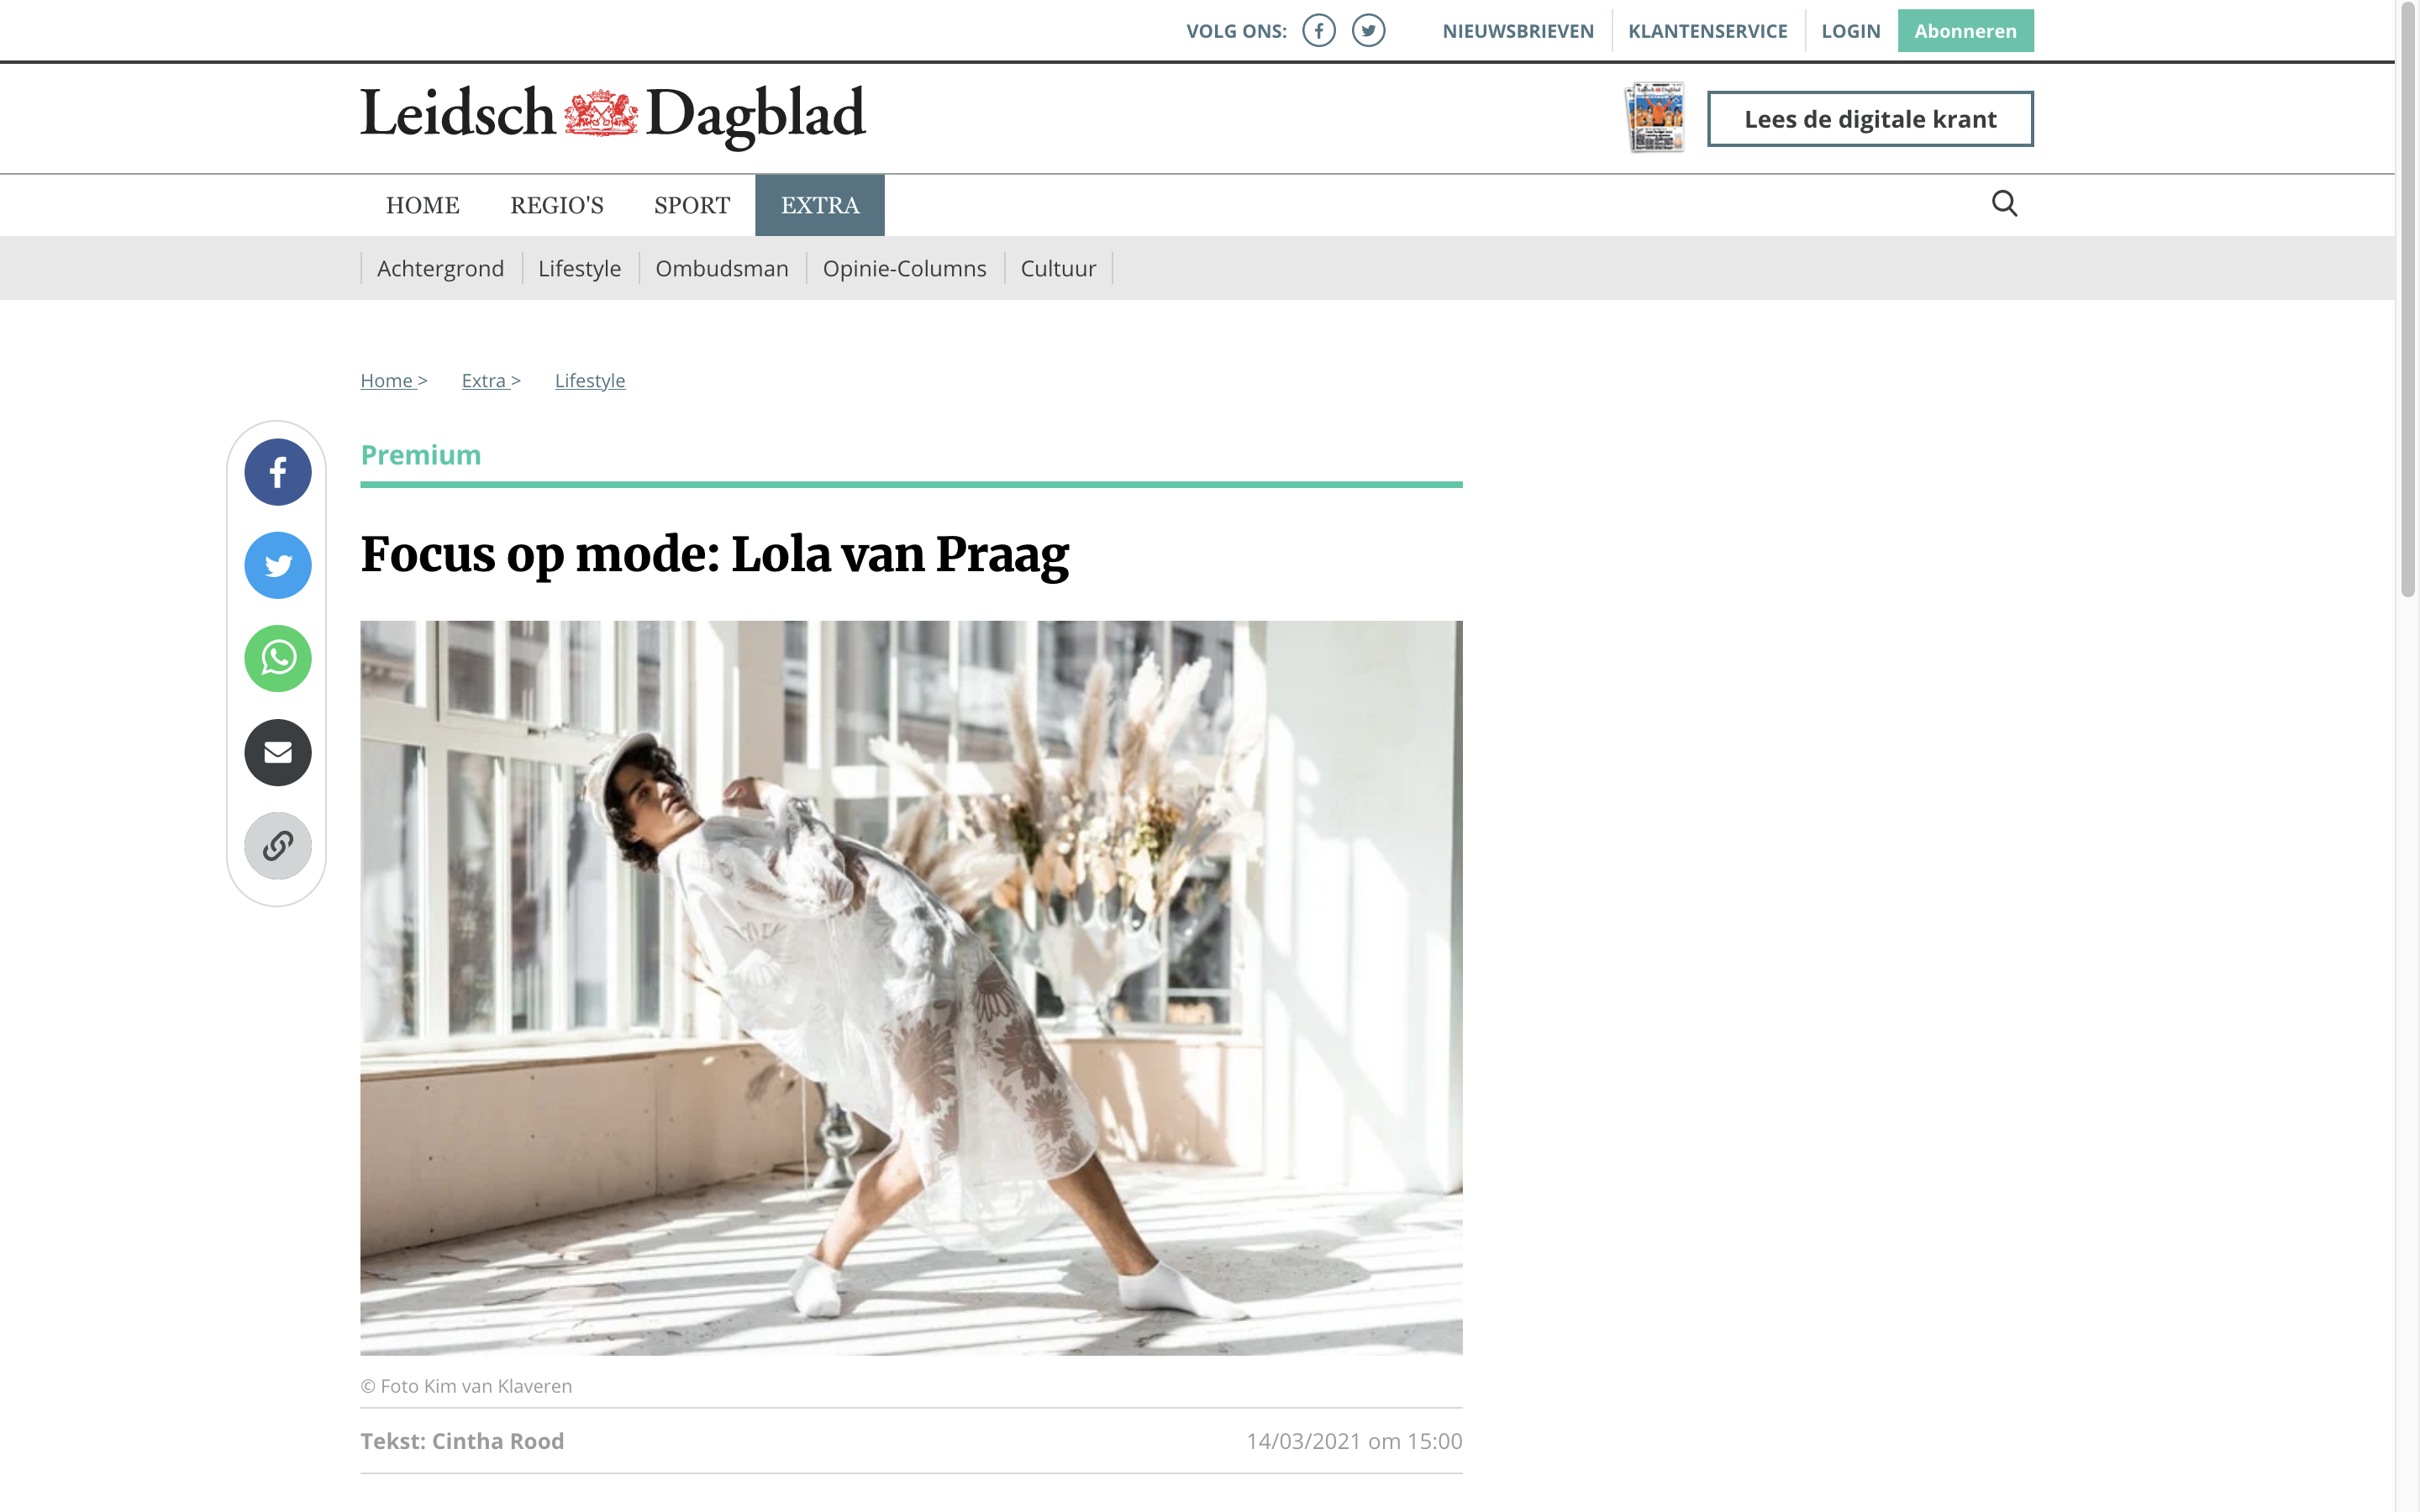 VOLG ONS: NIEUWSBRIEVEN KLANTENSERVICE LOGIN Abonneren
Leidsch Dagblad
Lees de digitale krant
HOME REGIO'S SPORT EXTRA
Achtergrond Lifestyle Ombudsman Opinie-Columns Cultuur
Home > Extra > Lifestyle
Premium
Focus op mode: Lola van Praag
© Foto Kim van Klaveren
Tekst: Cintha Rood 14/03/2021 om 15:00